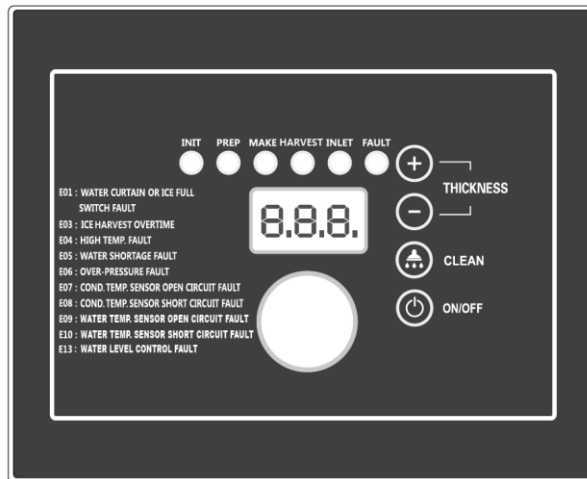 INIT PREP MAKE HARVEST INLET FAULT
THICKNESS
E01 : WATER CURTAIN OR ICE FULL
SWITCH FAULT
E03 : ICE HARVEST OVERTIME
E04 : HIGH TEMP. FAULT
E05 : WATER SHORTAGE FAULT
E06 : OVER-PRESSURE FAULT
E07 : COND. TEMP. SENSOR OPEN CIRCUIT FAULT
E08 : COND. TEMP. SENSOR SHORT CIRCUIT FAULT
E09 : WATER TEMP. SENSOR OPEN CIRCUIT FAULT
E10 : WATER TEMP. SENSOR SHORT CIRCUIT FAULT
E13 : WATER LEVEL CONTROL FAULT
8.8.8.
+
−
CLEAN
ON/OFF